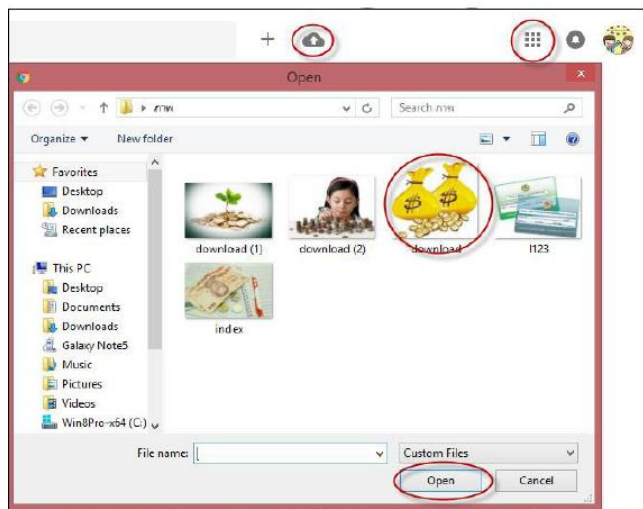 Open
ภาพ
Search ภาพ
Organize
New folder
Favorites
Desktop
Downloads
Recent places
This PC
Desktop
Documents
Downloads
Galaxy Note5
Music
Pictures
Videos
Win8Pro-x64 (C:)
download (1)
download (2)
download
I123
index
File name:
Custom Files
Open
Cancel